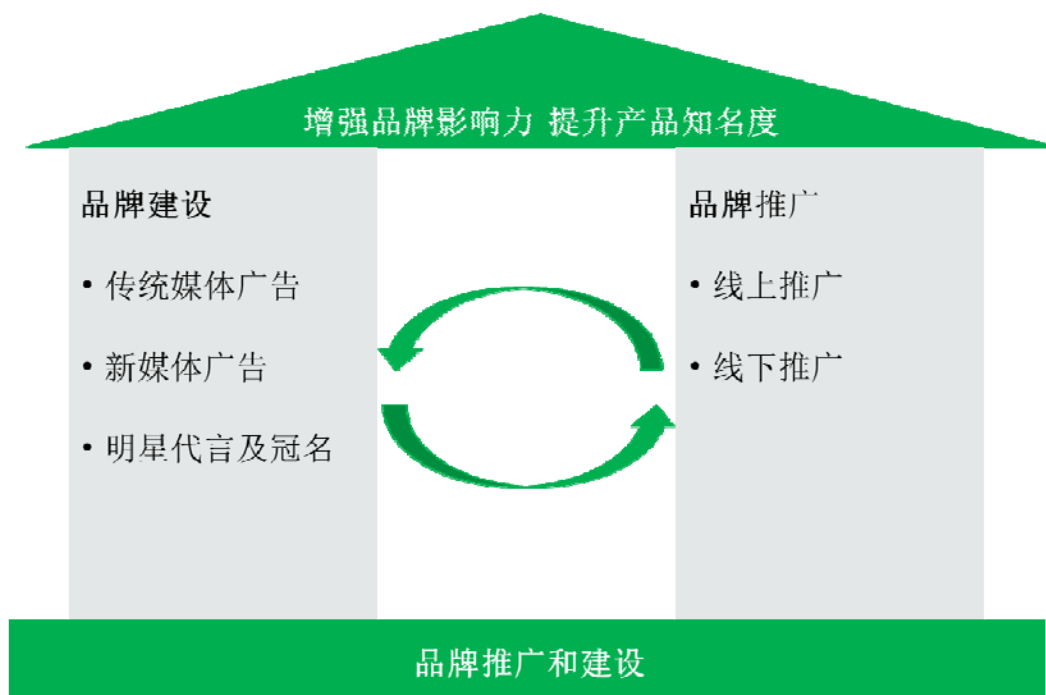 增强品牌影响力 提升产品知名度
品牌建设
• 传统媒体广告
• 新媒体广告
• 明星代言及冠名
品牌推广
• 线上推广
• 线下推广
品牌推广和建设